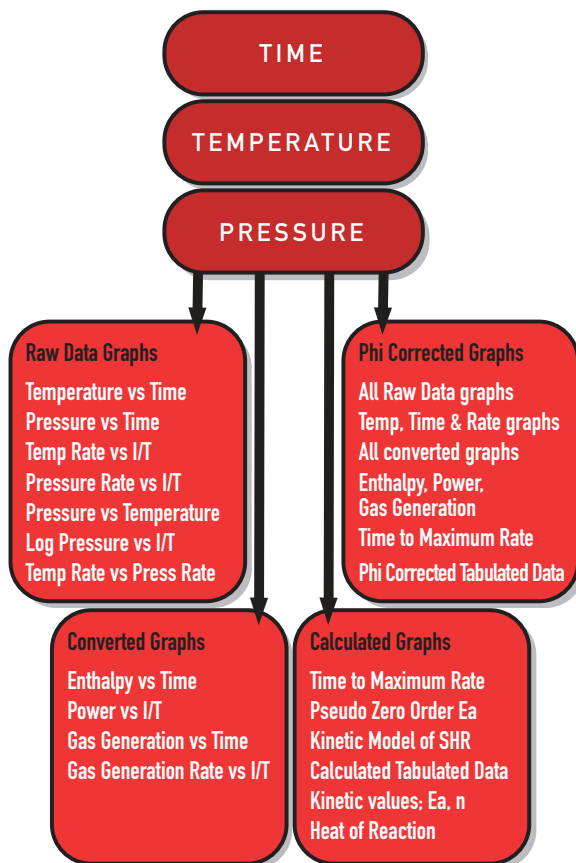 TIME
TEMPERATURE
PRESSURE
Raw Data Graphs
Temperature vs Time
Pressure vs Time
Temp Rate vs I/T
Pressure Rate vs I/T
Pressure vs Temperature
Log Pressure vs I/T
Temp Rate vs Press Rate
Phi Corrected Graphs
All Raw Data graphs
Temp, Time & Rate graphs
All converted graphs
Enthalpy, Power,
Gas Generation
Time to Maximum Rate
Phi Corrected Tabulated Data
Converted Graphs
Enthalpy vs Time
Power vs I/T
Gas Generation vs Time
Gas Generation Rate vs I/T
Calculated Graphs
Time to Maximum Rate
Pseudo Zero Order Ea
Kinetic Model of SHR
Calculated Tabulated Data
Kinetic values; Ea, n
Heat of Reaction